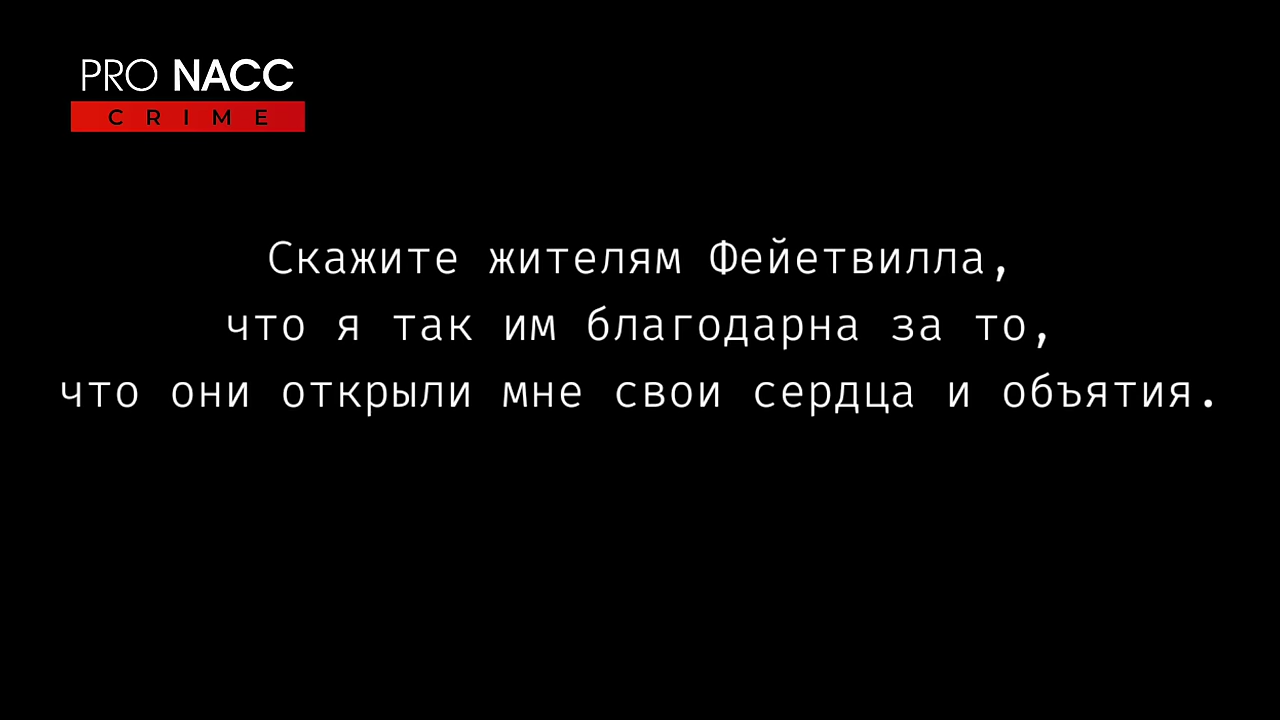 PRO NACC
CRIME
Скажите жителям Фейетвилла,
что я так им благодарна за то,
что они открыли мне свои сердца и объятия.